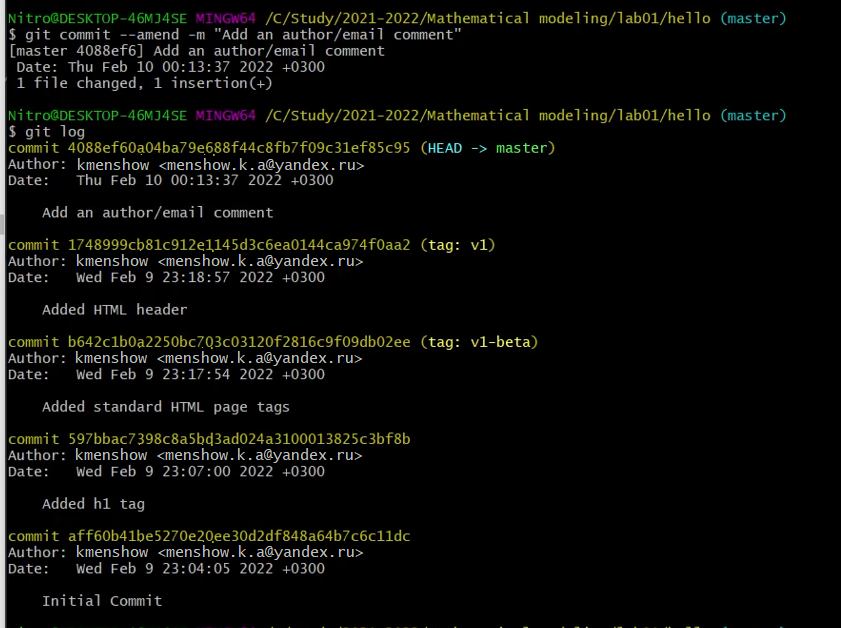 Nitro@DESKTOP-46MJ4SE MINGW64 /C/Study/2021-2022/Mathematical modeling/lab01/hello (master)
$ git commit --amend -m "Add an author/email comment"
[master 4088ef6] Add an author/email comment
 Date: Thu Feb 10 00:13:37 2022 +0300
 1 file changed, 1 insertion(+)

Nitro@DESKTOP-46MJ4SE MINGW64 /C/Study/2021-2022/Mathematical modeling/lab01/hello (master)
$ git log
commit 4088ef60a04ba79e688f44c8fb7f09c31ef85c95 (HEAD -> master)
Author: kmenshow <menshow.k.a@yandex.ru>
Date:   Thu Feb 10 00:13:37 2022 +0300

    Add an author/email comment

commit 1748999cb81c912e1145d3c6ea0144ca974f0aa2 (tag: v1)
Author: kmenshow <menshow.k.a@yandex.ru>
Date:   Wed Feb 9 23:18:57 2022 +0300

    Added HTML header

commit b642c1b0a2250bc703c03120f2816c9f09db02ee (tag: v1-beta)
Author: kmenshow <menshow.k.a@yandex.ru>
Date:   Wed Feb 9 23:17:54 2022 +0300

    Added standard HTML page tags

commit 597bbac7398c8a5bd3ad024a3100013825c3bf8b
Author: kmenshow <menshow.k.a@yandex.ru>
Date:   Wed Feb 9 23:07:00 2022 +0300

    Added h1 tag

commit aff60b41be5270e20ee30d2df848a64b7c6c11dc
Author: kmenshow <menshow.k.a@yandex.ru>
Date:   Wed Feb 9 23:04:05 2022 +0300

    Initial Commit